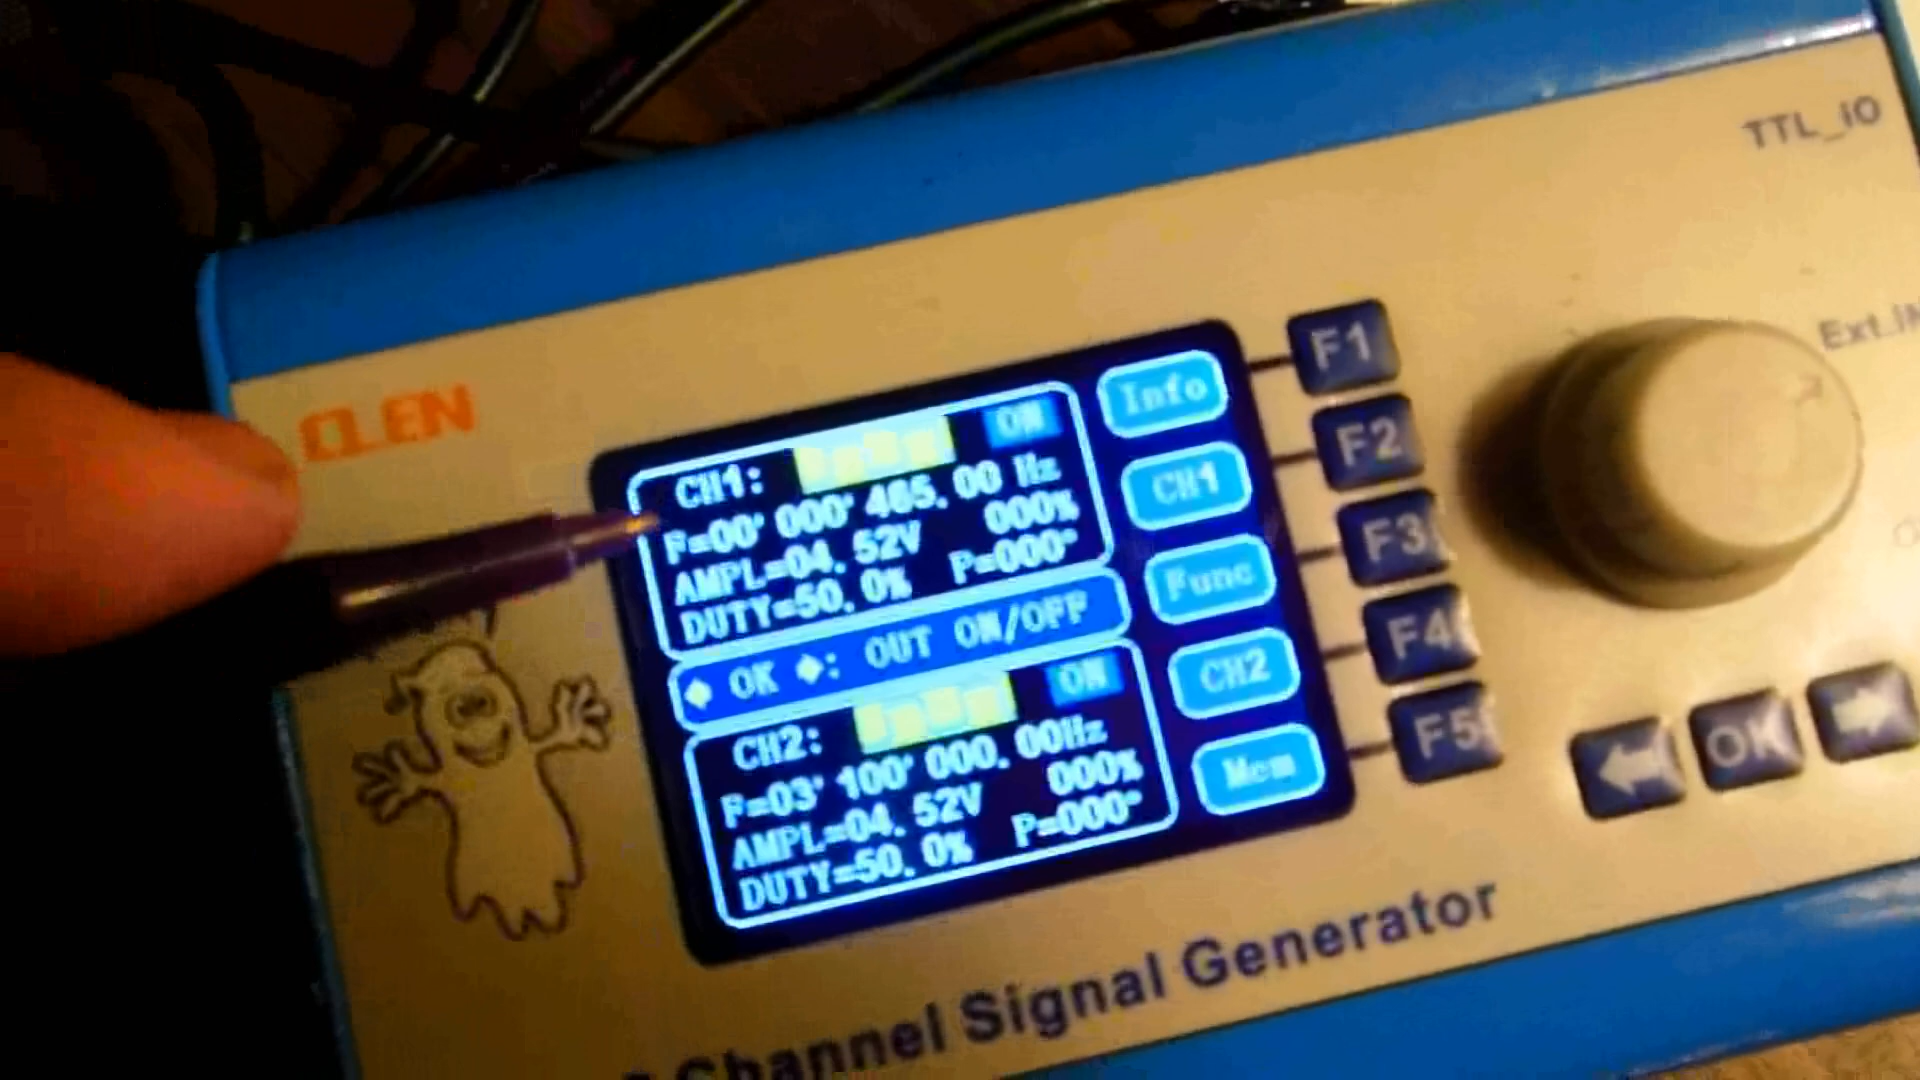 TTL_IO
Ext.IN
CLEN
CH1: ON
F=00' 000' 465. 00 Hz
AMPL=04. 52V 000%
DUTY=50. 0% P=000°
◆ OK ◆: OUT ON/OFF
CH2: ON
F=03' 100' 000. 00Hz
AMPL=04. 52V 000%
DUTY=50. 0% P=000°
Info
CH1
Func
CH2
Mem
F1
F2
F3
F4
F5
OK
Channel Signal Generator